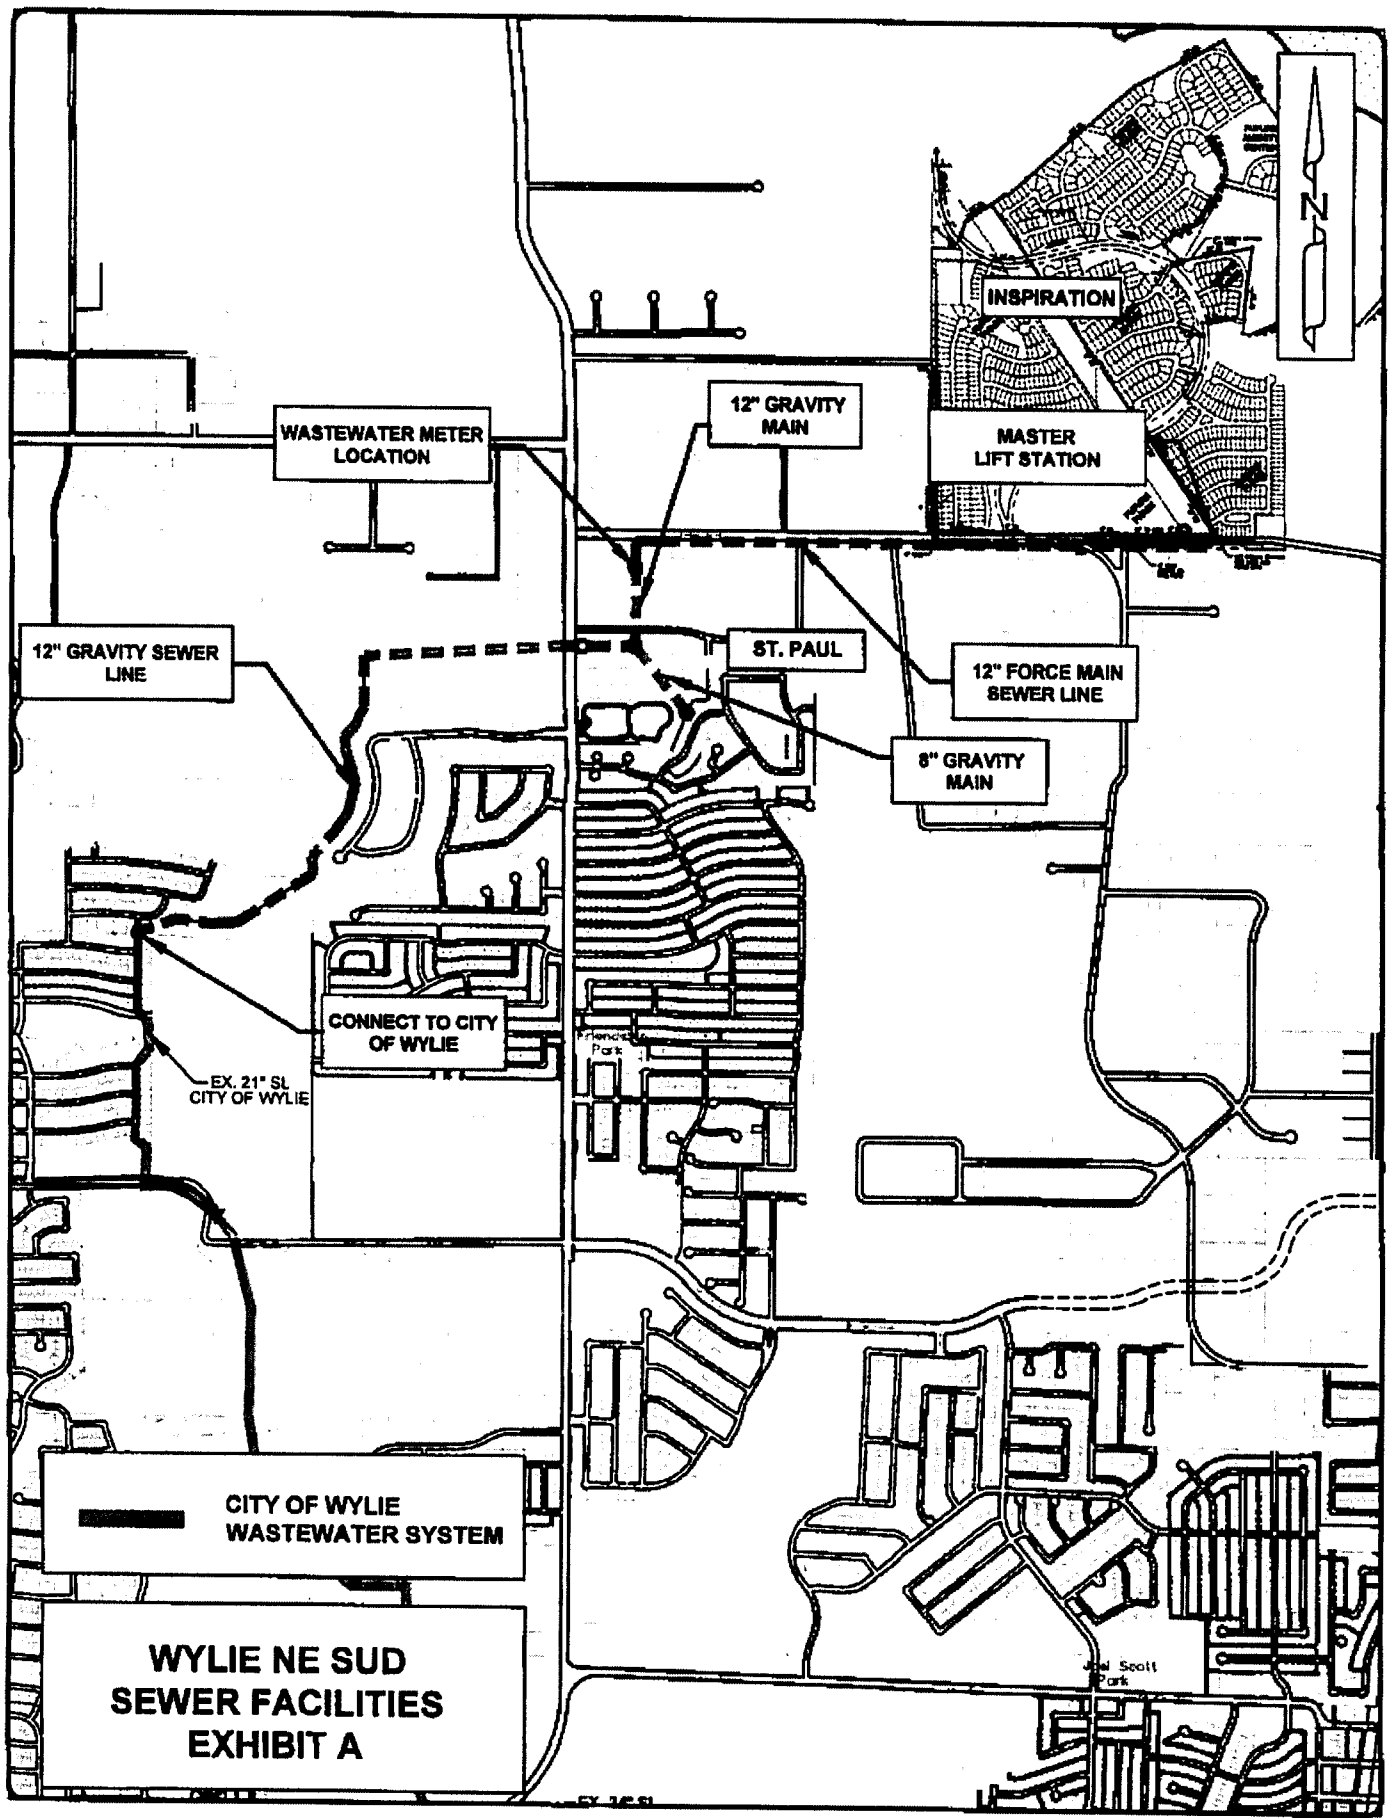 N
INSPIRATION
12" GRAVITY
MAIN
WASTEWATER METER
LOCATION
MASTER
LIFT STATION
12" GRAVITY SEWER
LINE
ST. PAUL
12" FORCE MAIN
SEWER LINE
8" GRAVITY
MAIN
CONNECT TO CITY
OF WYLIE
Park
EX. 21" SL
CITY OF WYLIE
CITY OF WYLIE
WASTEWATER SYSTEM
WYLIE NE SUD
SEWER FACILITIES
EXHIBIT A
Joel Scott
Park